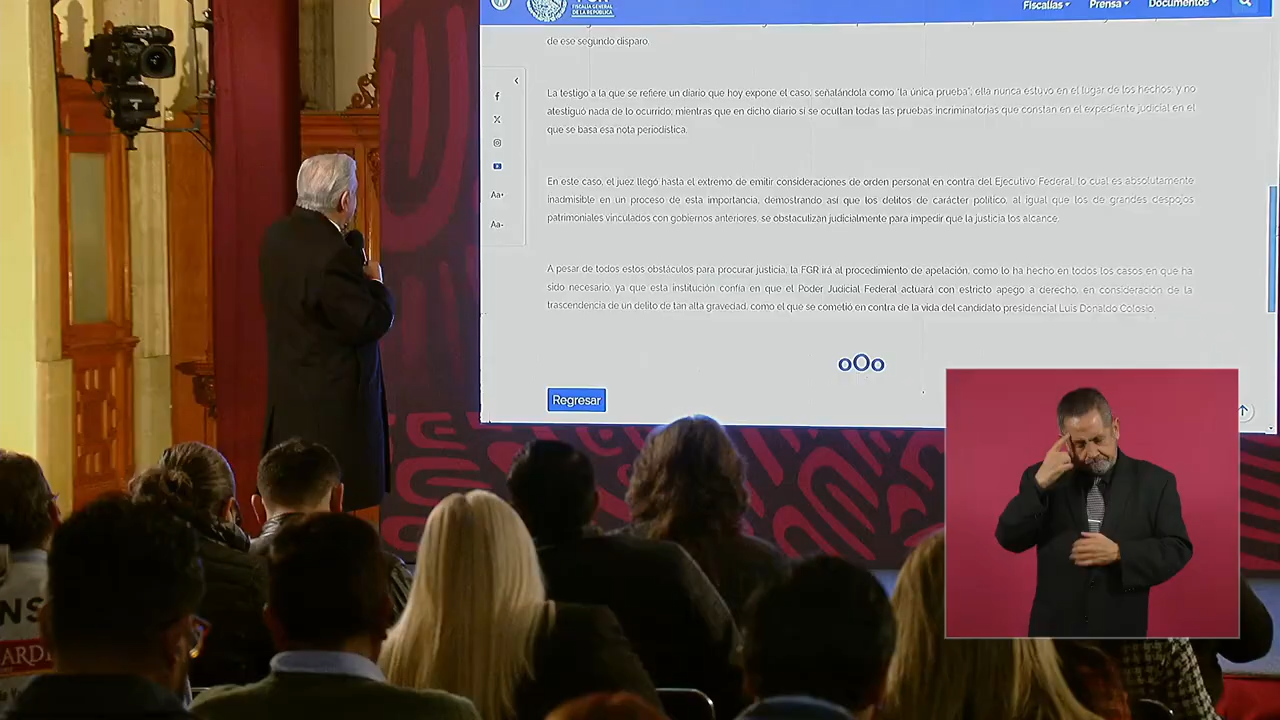 FGR
FISCALÍA GENERAL
DE LA REPÚBLICA
Fiscalías
Prensa
Documentos
de ese segundo disparo.
La testigo a la que se refiere un diario que hoy expone el caso, señalándola como “la única prueba”; ella nunca estuvo en el lugar de los hechos; y no
atestiguó nada de lo ocurrido; mientras que en dicho diario si se ocultan todas las pruebas incriminatorias que constan en el expediente judicial en el
que se basa esa nota periodística.
En este caso, el juez llegó hasta el extremo de emitir consideraciones de orden personal en contra del Ejecutivo Federal, lo cual es absolutamente
inadmisible en un proceso de esta importancia, demostrando así que los delitos de carácter político, al igual que los de grandes despojos
patrimoniales vinculados con gobiernos anteriores, se obstaculizan judicialmente para impedir que la justicia los alcance.
A pesar de todos estos obstáculos para procurar justicia, la FGR irá al procedimiento de apelación, como lo ha hecho en todos los casos en que ha
sido necesario, ya que esta institución confía en que el Poder Judicial Federal actuará con estricto apego a derecho, en consideración de la
trascendencia de un delito de tan alta gravedad, como el que se cometió en contra de la vida del candidato presidencial Luis Donaldo Colosio.
oOo
Regresar
Aa+
Aa-
NS
ARDI